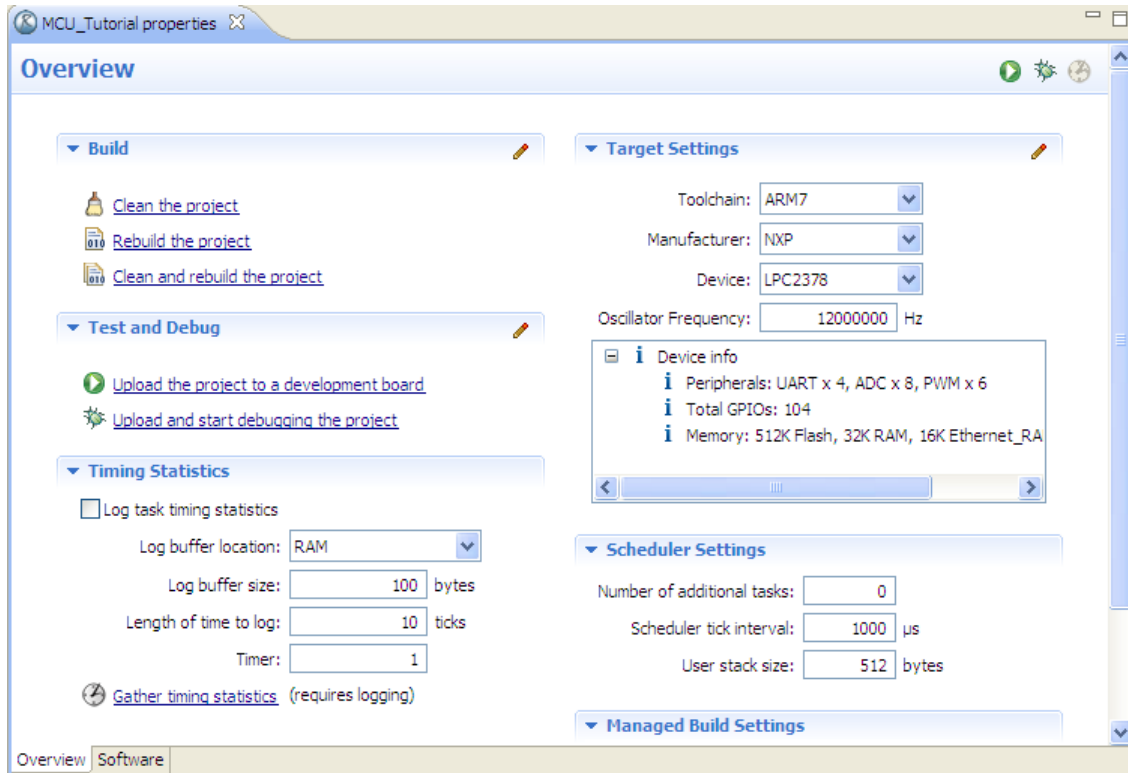 MCU_Tutorial properties
Overview
Build
Clean the project
Rebuild the project
Clean and rebuild the project
Test and Debug
Upload the project to a development board
Upload and start debugging the project
Timing Statistics
Log task timing statistics
Log buffer location: RAM
Log buffer size: 100 bytes
Length of time to log: 10 ticks
Timer: 1
Gather timing statistics (requires logging)
Target Settings
Toolchain: ARM7
Manufacturer: NXP
Device: LPC2378
Oscillator Frequency: 12000000 Hz
Device info
Peripherals: UART x 4, ADC x 8, PWM x 6
Total GPIOs: 104
Memory: 512K Flash, 32K RAM, 16K Ethernet_RA
Scheduler Settings
Number of additional tasks: 0
Scheduler tick interval: 1000 µs
User stack size: 512 bytes
Managed Build Settings
Overview Software